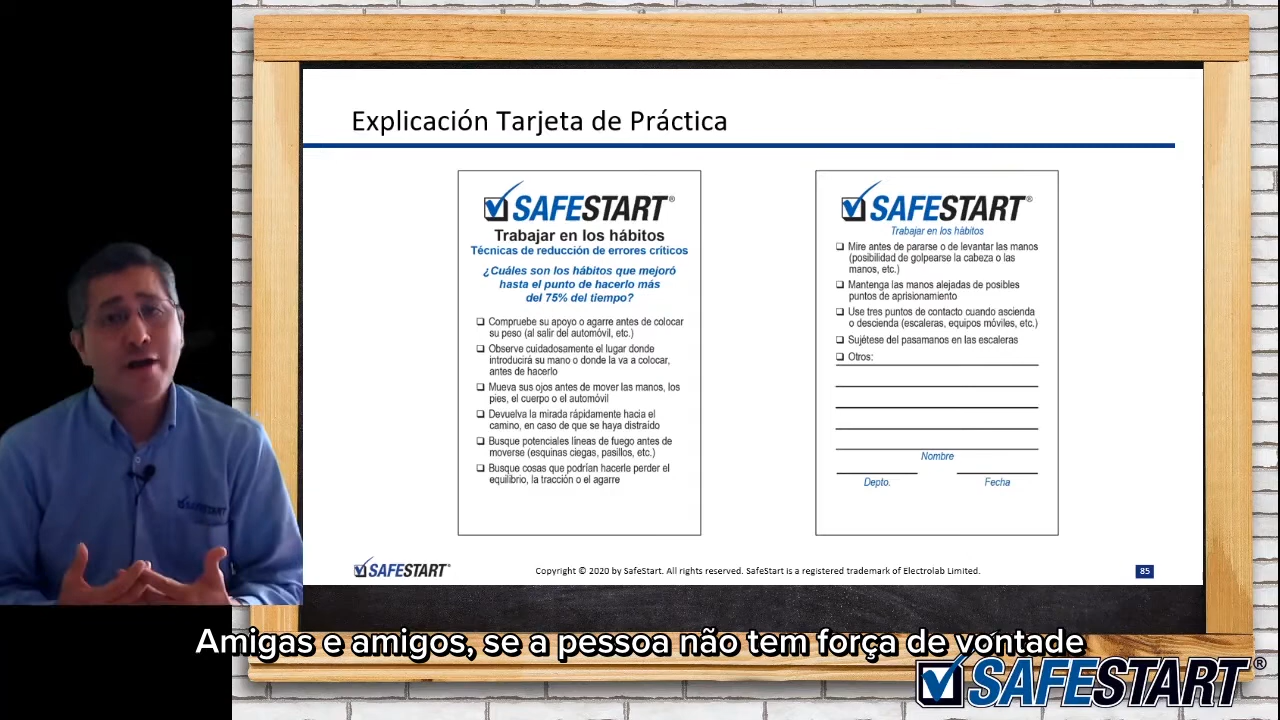 Explicación Tarjeta de Práctica
SAFESTART®
Trabajar en los hábitos
Técnicas de reducción de errores críticos
¿Cuáles son los hábitos que mejoró
hasta el punto de hacerlo más
del 75% del tiempo?
❑ Compruebe su apoyo o agarre antes de colocar
su peso (al salir del automóvil, etc.)
❑ Observe cuidadosamente el lugar donde
introducirá su mano o donde la va a colocar,
antes de hacerlo
❑ Mueva sus ojos antes de mover las manos, los
pies, el cuerpo o el automóvil
❑ Devuelva la mirada rápidamente hacia el
camino, en caso de que se haya distraído
❑ Busque potenciales líneas de fuego antes de
moverse (esquinas ciegas, pasillos, etc.)
❑ Busque cosas que podrían hacerle perder el
equilibrio, la tracción o el agarre
SAFESTART®
Trabajar en los hábitos
❑ Mire antes de pararse o de levantar las manos
(posibilidad de golpearse la cabeza o las
manos, etc.)
❑ Mantenga las manos alejadas de posibles
puntos de aprisionamiento
❑ Use tres puntos de contacto cuando ascienda
o descienda (escaleras, equipos móviles, etc.)
❑ Sujétese del pasamanos en las escaleras
❑ Otros:
Nombre
Depto. Fecha
SAFESTART
Copyright © 2020 by SafeStart. All rights reserved. SafeStart is a registered trademark of Electrolab Limited.
85
Amigas e amigos, se a pessoa não tem força de vontade
SAFESTART®